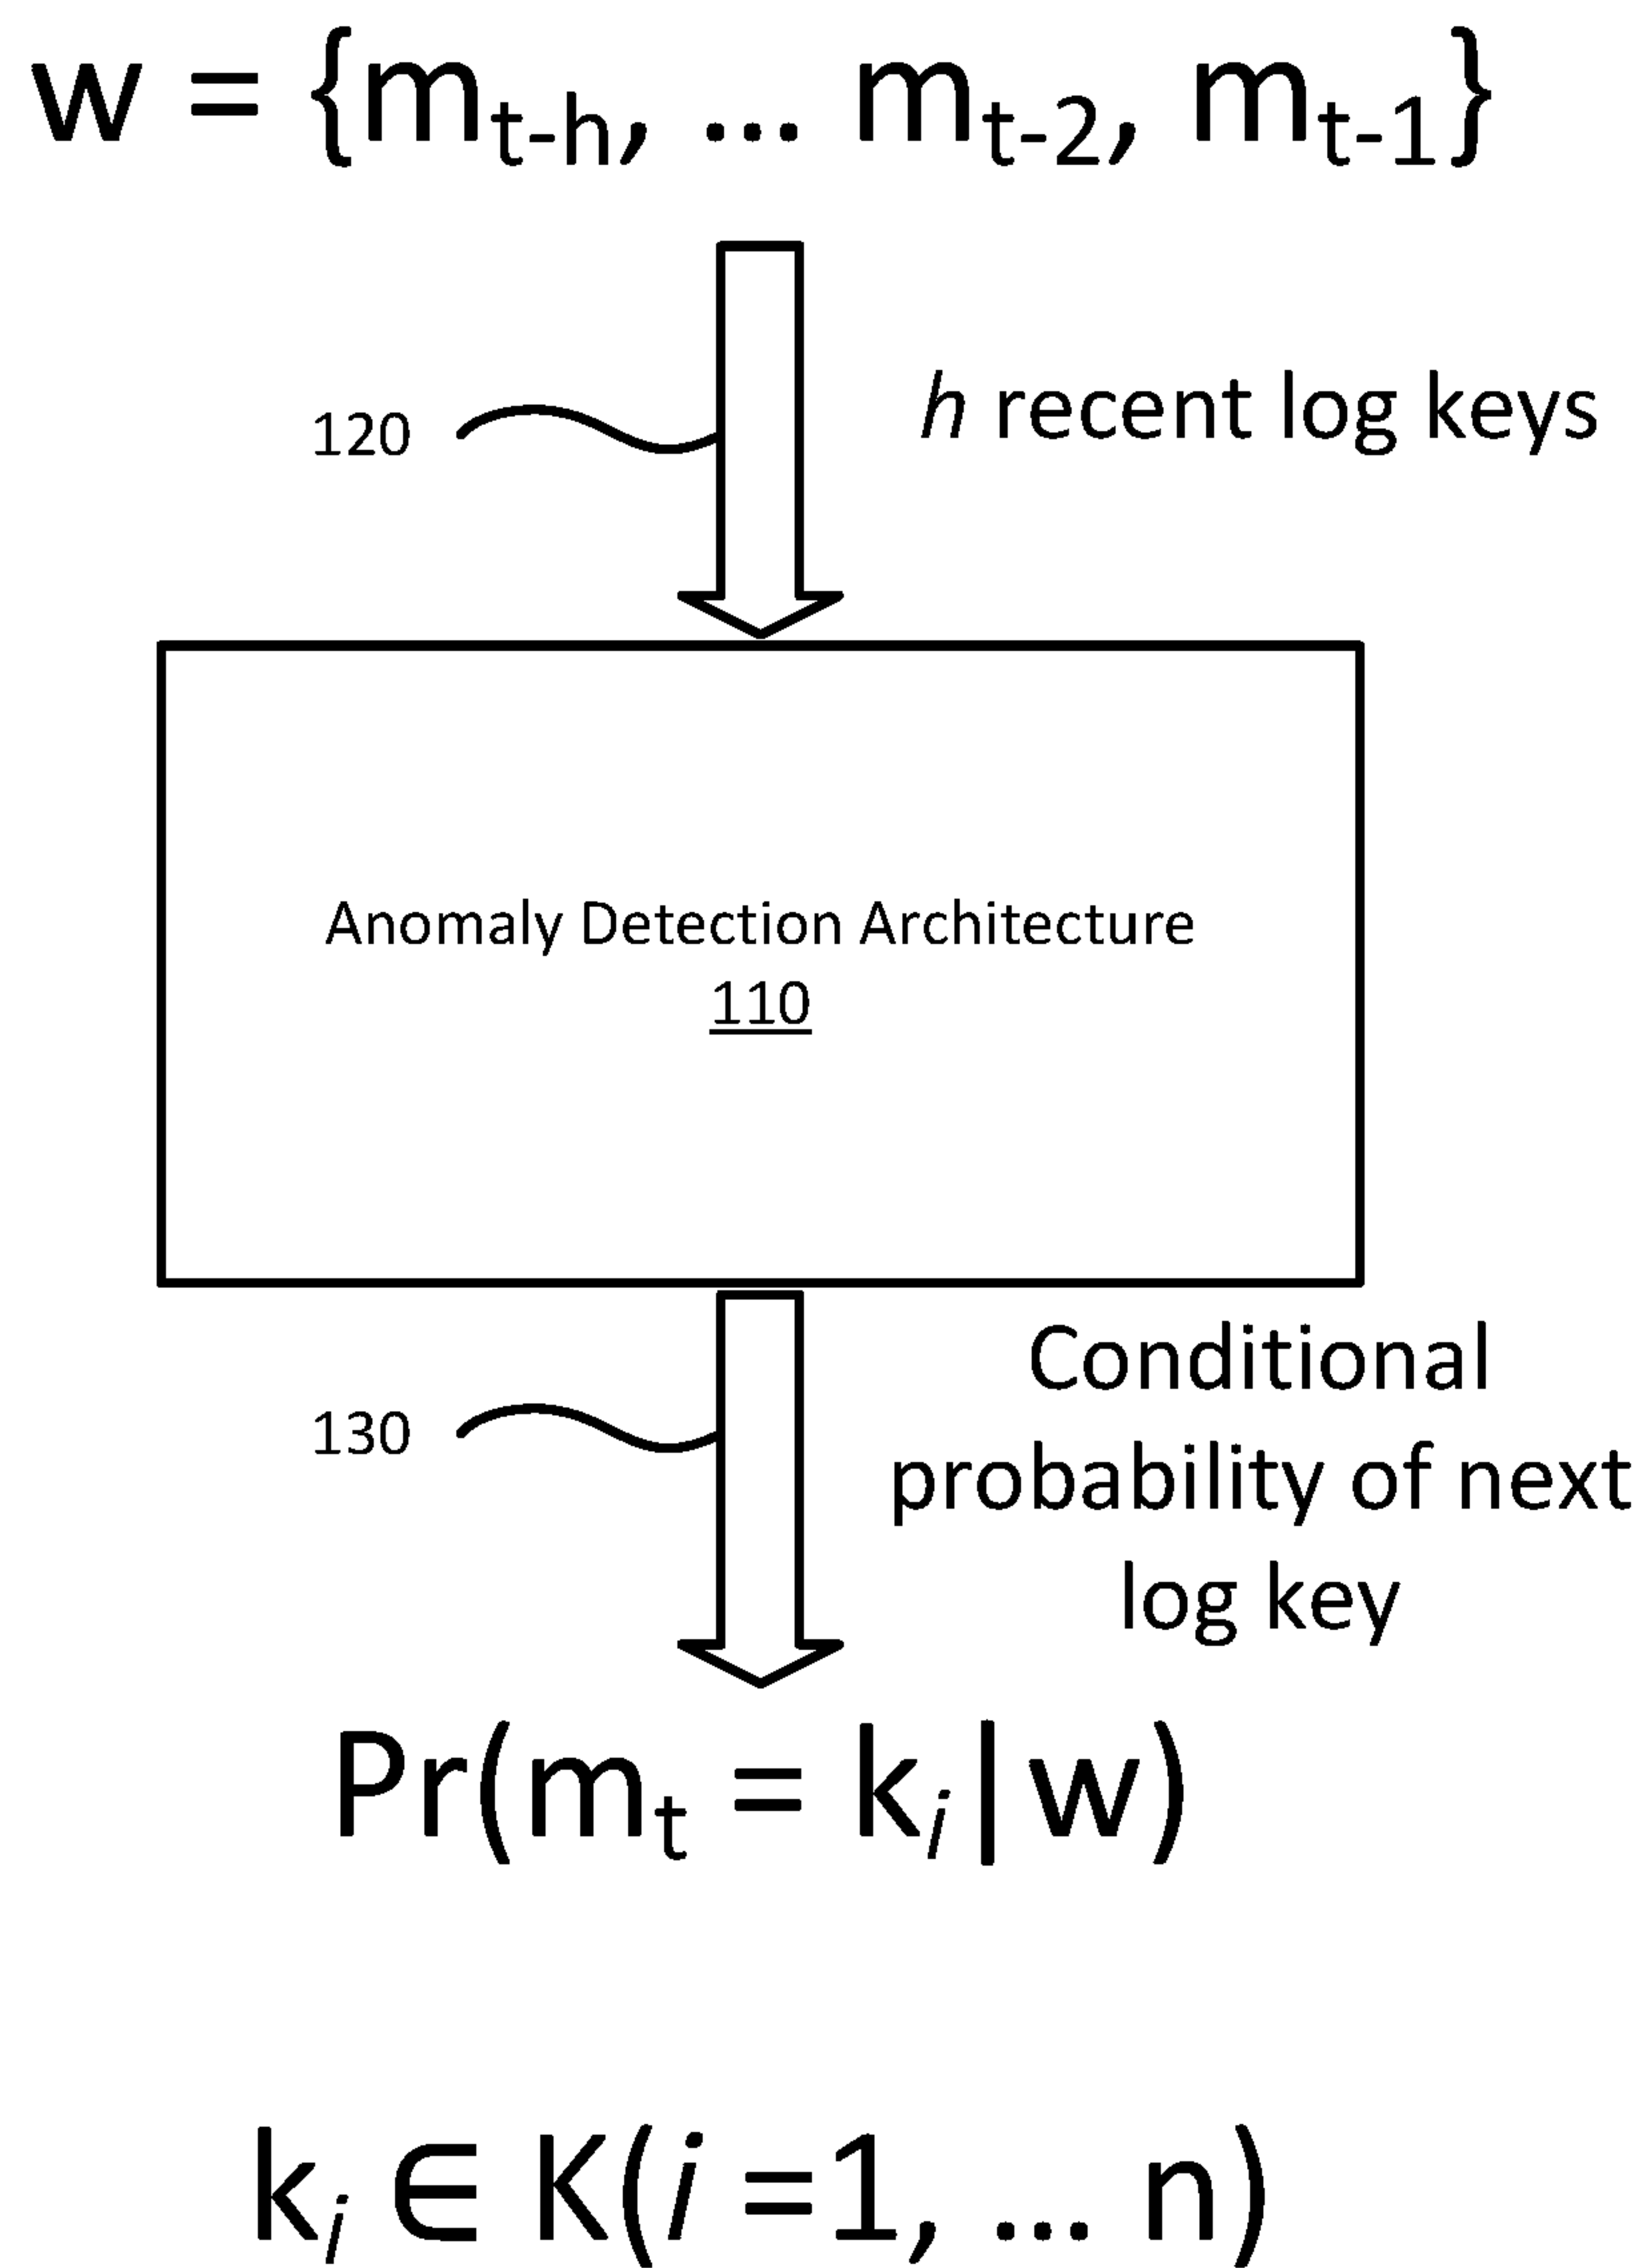 w = {mt-h, ... mt-2, mt-1}
120
h recent log keys
Anomaly Detection Architecture
110
130
Conditional
probability of next
log key
Pr(mt = ki|w)
ki ∈ K(i =1, ... n)